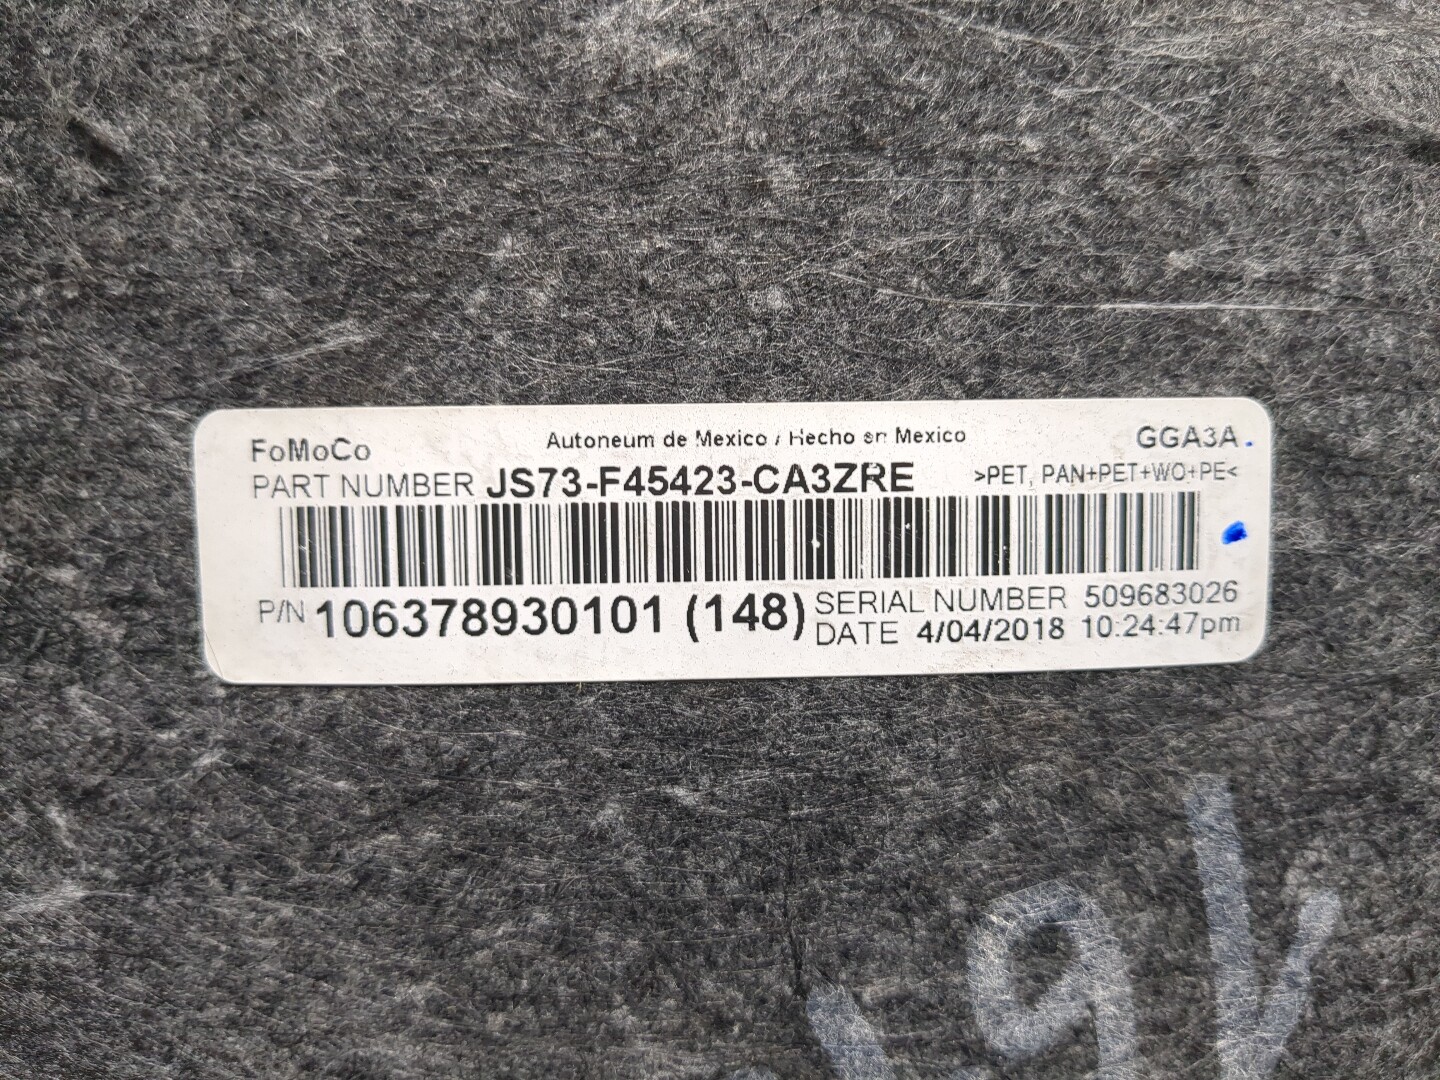 FoMoCo Autoneum de Mexico / Hecho en Mexico GGA3A
PART NUMBER JS73-F45423-CA3ZRE >PET, PAN+PET+WO+PE<
P/N 106378930101 (148) SERIAL NUMBER 509683026
DATE 4/04/2018 10:24:47pm